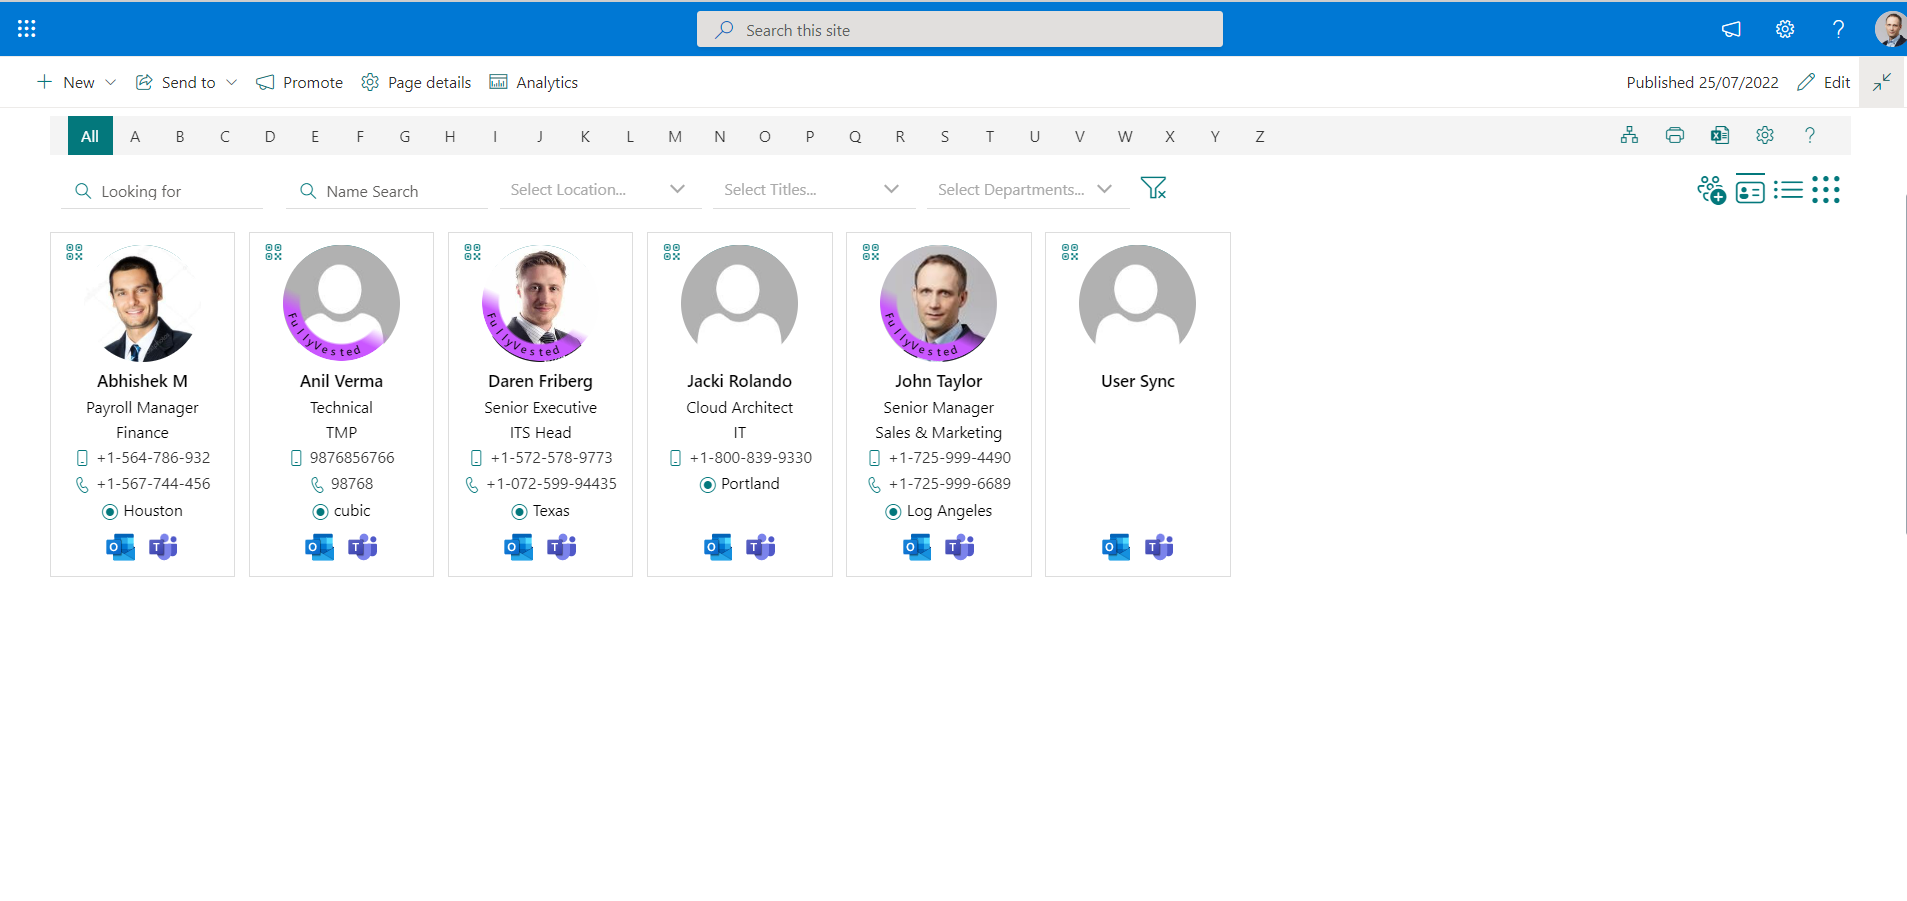 Search this site
New Send to Promote Page details Analytics Published 25/07/2022 Edit
All A B C D E F G H I J K L M N O P Q R S T U V W X Y Z
Looking for Name Search Select Location... Select Titles... Select Departments...
FullyVested
FullyVested
FullyVested
Abhishek M
Payroll Manager
Finance
+1-564-786-932
+1-567-744-456
Houston
Anil Verma
Technical
TMP
9876856766
98768
cubic
Daren Friberg
Senior Executive
ITS Head
+1-572-578-9773
+1-072-599-94435
Texas
Jacki Rolando
Cloud Architect
IT
+1-800-839-9330
Portland
John Taylor
Senior Manager
Sales & Marketing
+1-725-999-4490
+1-725-999-6689
Log Angeles
User Sync